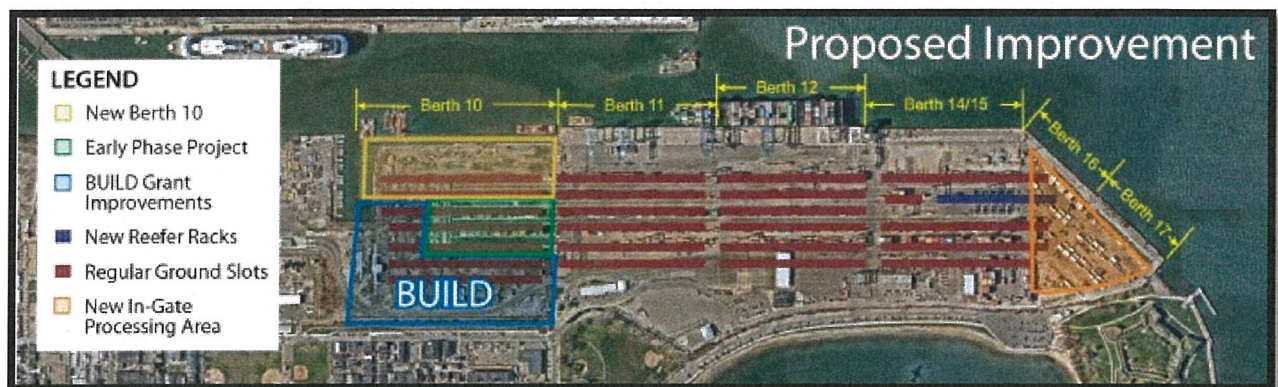 Proposed Improvement
LEGEND
New Berth 10
Early Phase Project
BUILD Grant
Improvements
New Reefer Racks
Regular Ground Slots
New In-Gate
Processing Area
Berth 10
Berth 11
Berth 12
Berth 14/15
Berth 16
Berth 17
BUILD